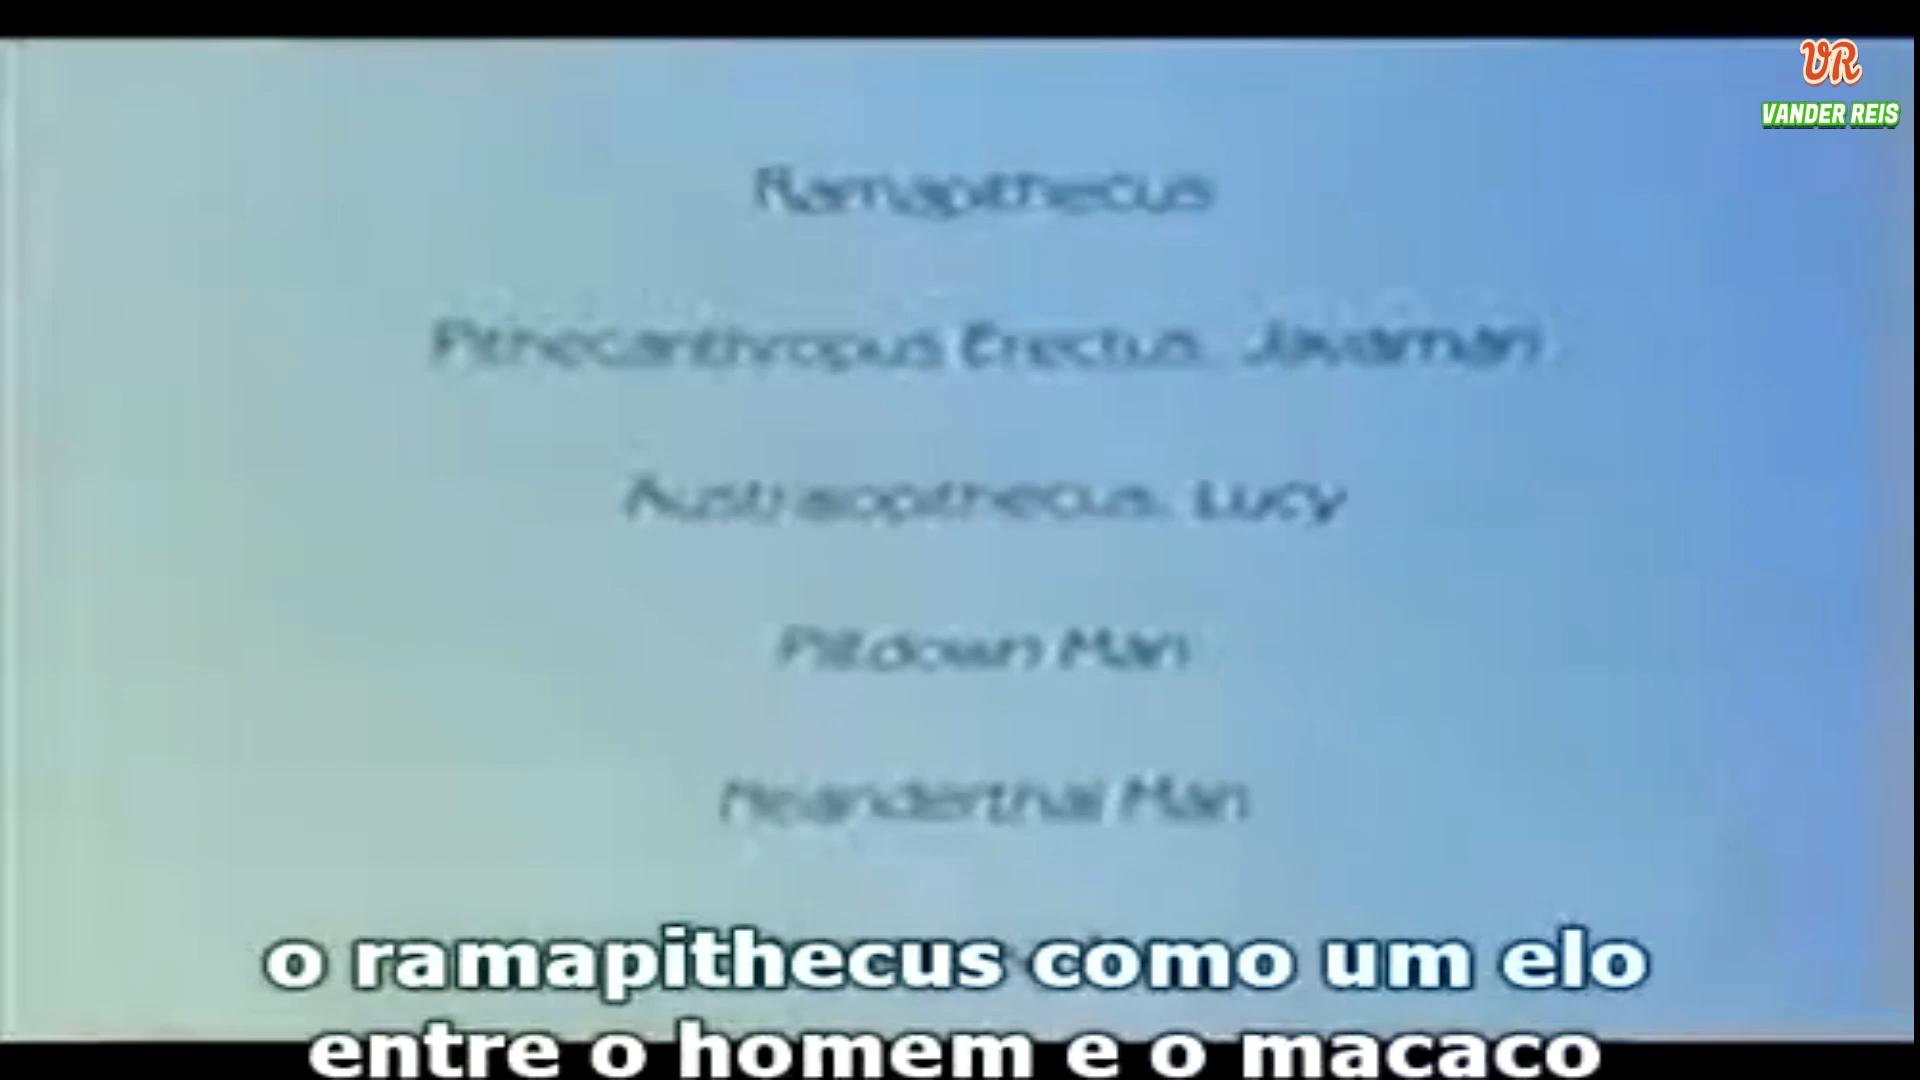 VR
VANDER REIS
Ramapithecus
Pithecanthropus Erectus, Javaman
Australopithecus, Lucy
Piltdown Man
Neanderthal Man
o ramapithecus como um elo
entre o homem e o macaco